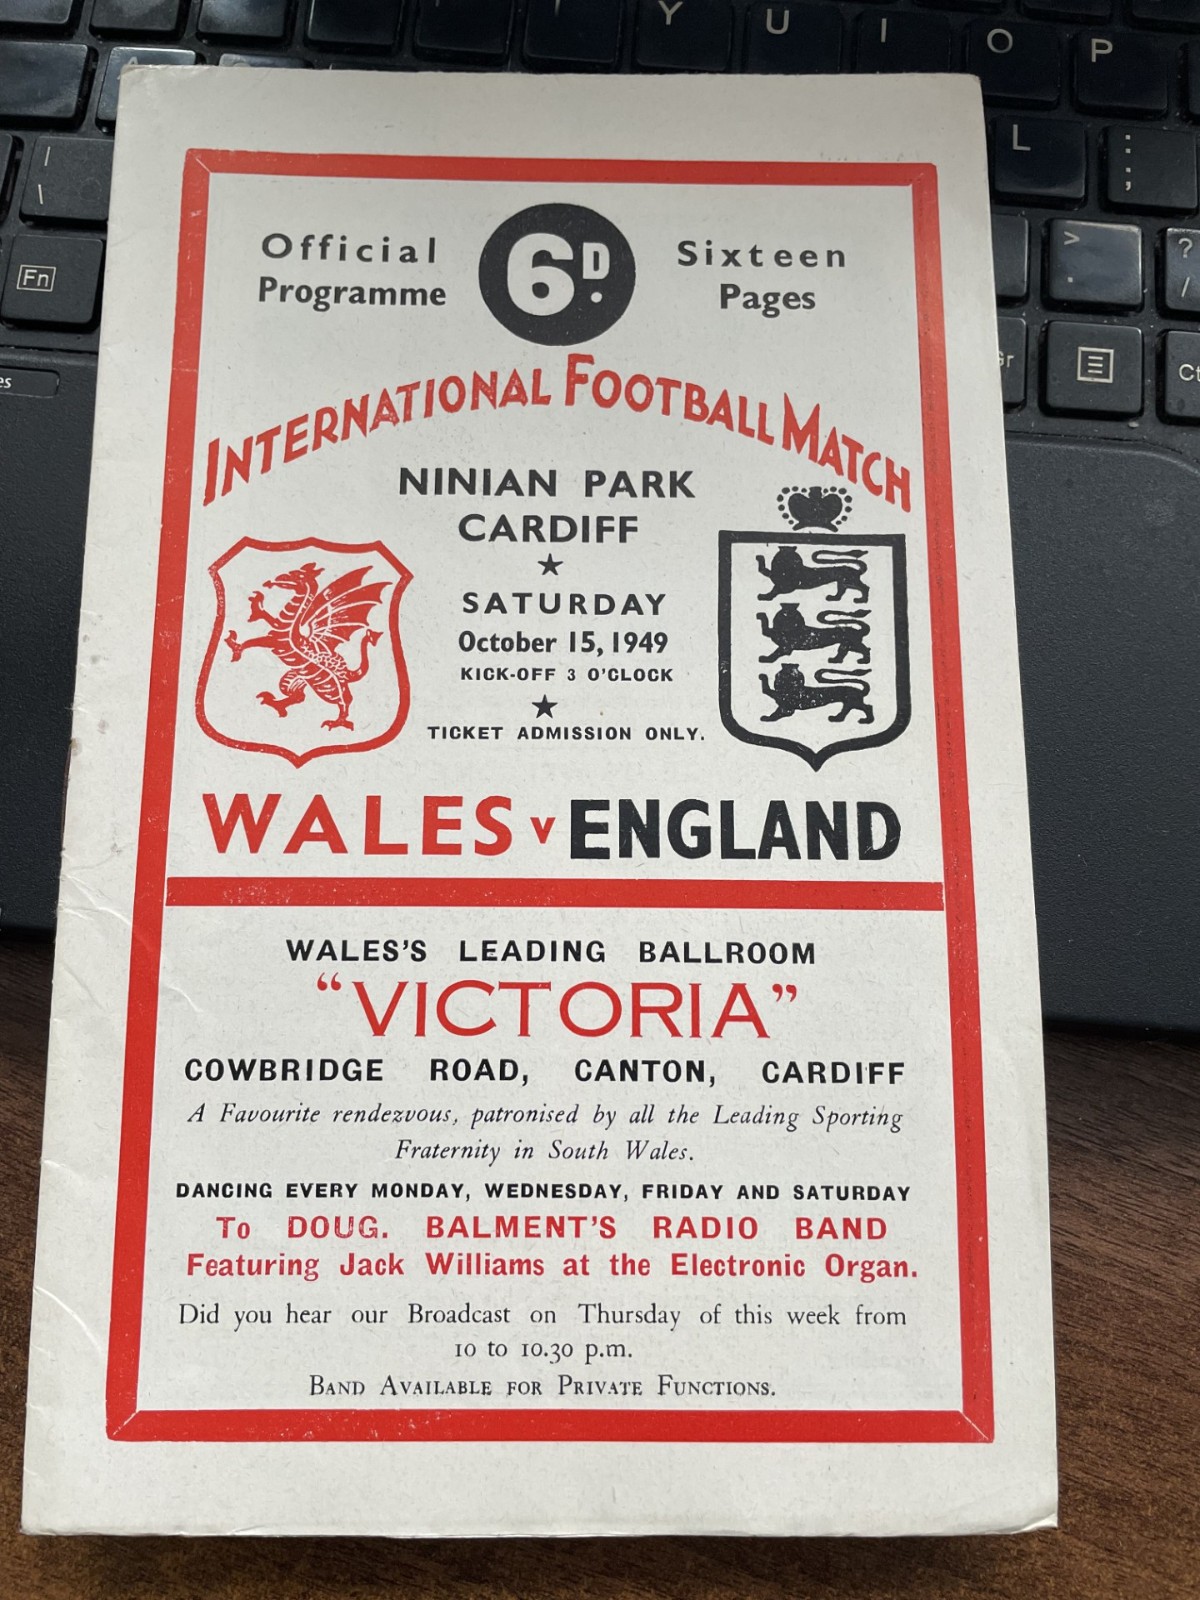 Y U I O P
L : ;
| \
> .
? /
Fn
Gr
Ct
es
Official Programme
6D.
Sixteen Pages
INTERNATIONAL FOOTBALL MATCH
NINIAN PARK
CARDIFF
SATURDAY
October 15, 1949
KICK-OFF 3 O'CLOCK
TICKET ADMISSION ONLY.
WALES v ENGLAND
WALES'S LEADING BALLROOM
"VICTORIA"
COWBRIDGE ROAD, CANTON, CARDIFF
A Favourite rendezvous, patronised by all the Leading Sporting
Fraternity in South Wales.
DANCING EVERY MONDAY, WEDNESDAY, FRIDAY AND SATURDAY
To DOUG. BALMENT'S RADIO BAND
Featuring Jack Williams at the Electronic Organ.
Did you hear our Broadcast on Thursday of this week from
10 to 10.30 p.m.
BAND AVAILABLE FOR PRIVATE FUNCTIONS.